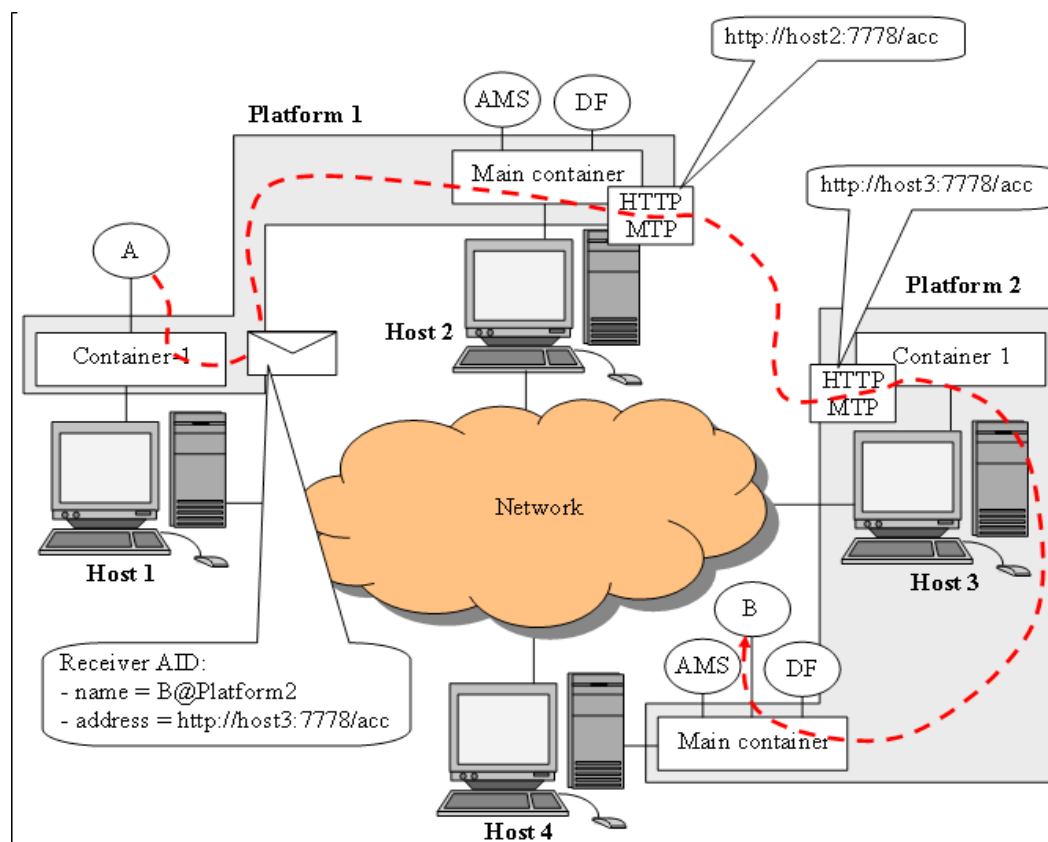 http://host2:7778/acc
AMS
DF
Platform 1
Main container
http://host3:7778/acc
HTTP
MTP
A
Platform 2
Host 2
Container-1
Container 1
HTTP
MTP
Network
Host 1
Host 3
B
Receiver AID:
- name = B@Platform2
- address = http://host3:7778/acc
AMS
DF
Main container
Host 4